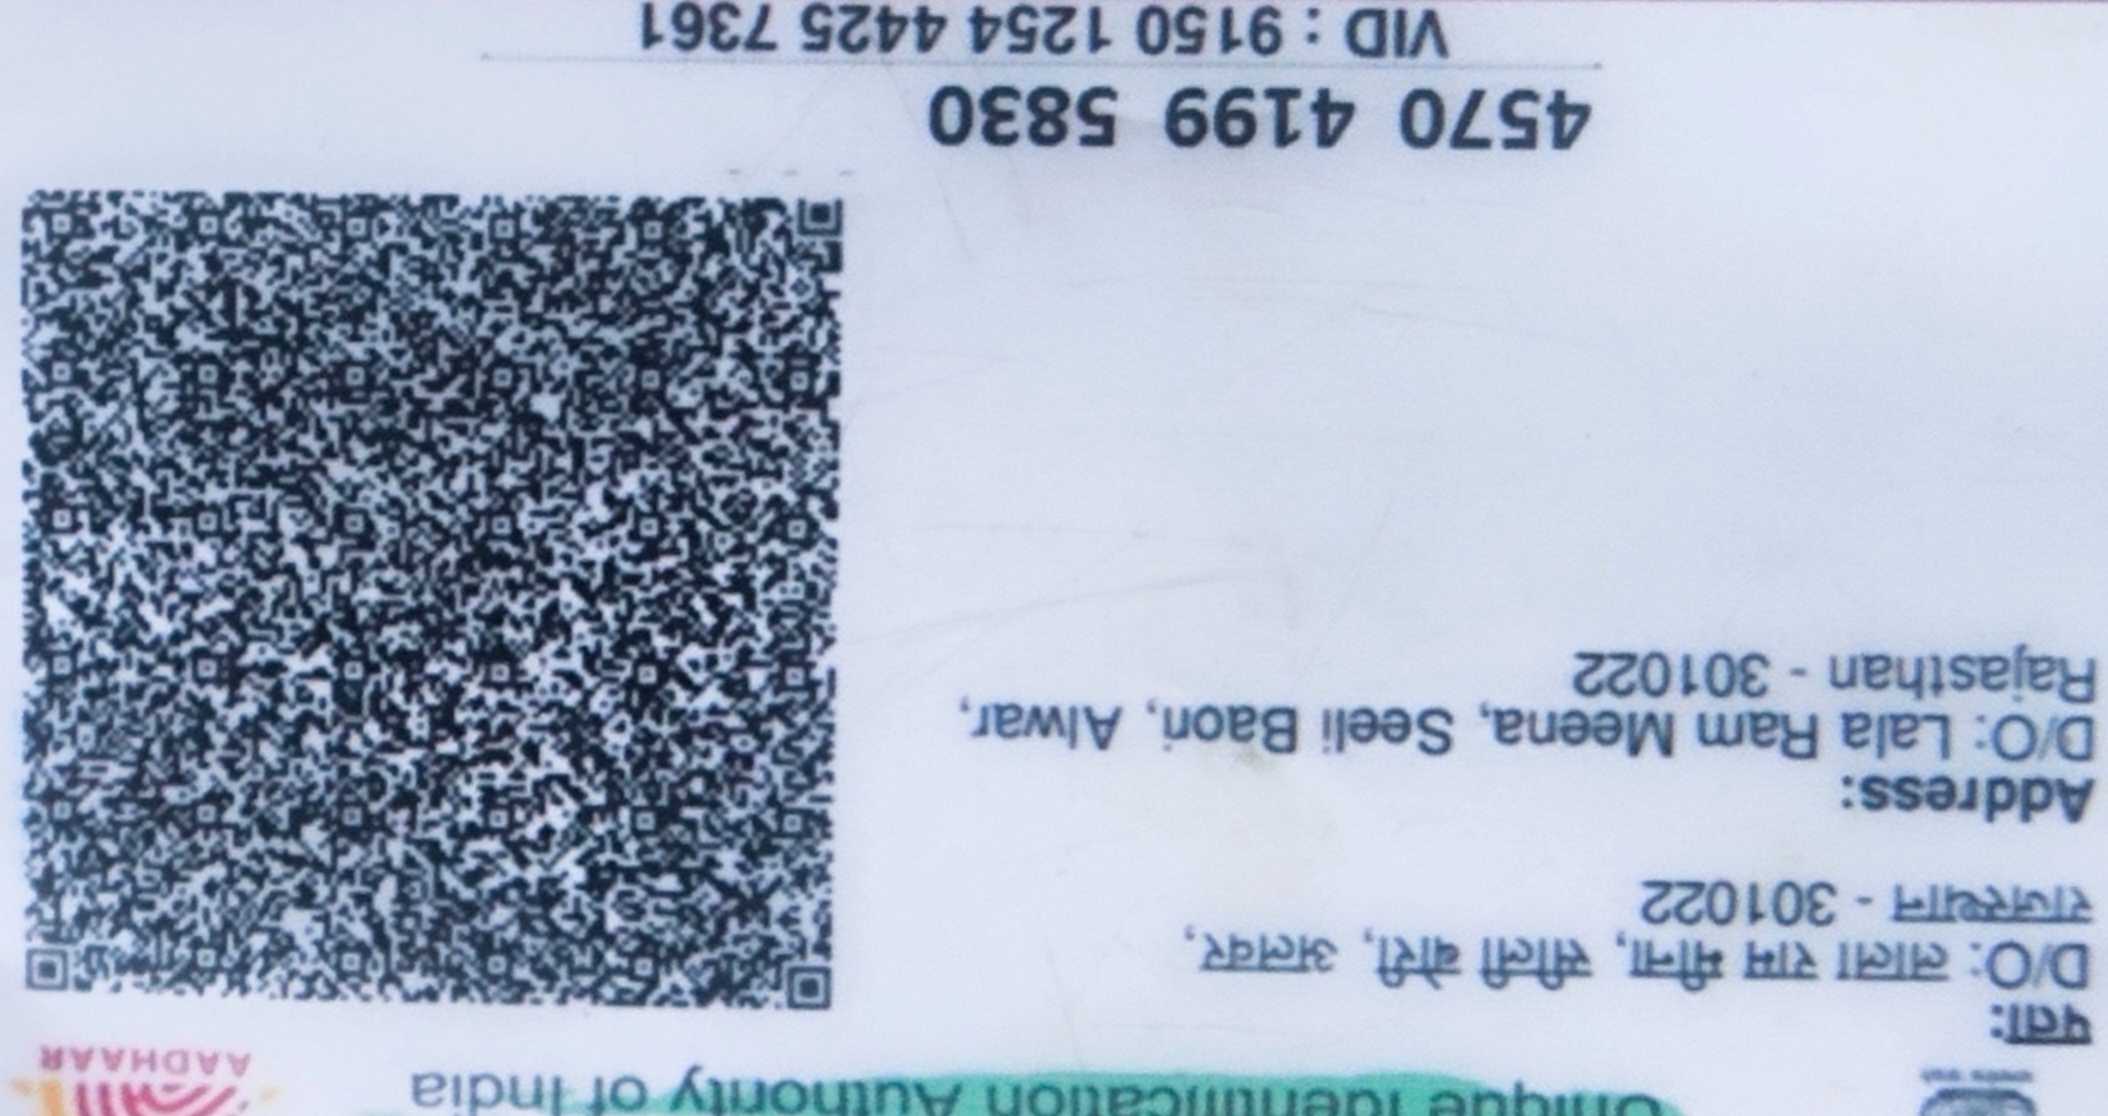 Unique Identification Authority of India
AADHAAR
पता:
D/O: लाला राम मीना, सीली बोरी, अलवर,
राजस्थान - 301022
Address:
D/O: Lala Ram Meena, Seeli Baori, Alwar,
Rajasthan - 301022
4570 4199 5830
VID : 9150 1254 4425 7361